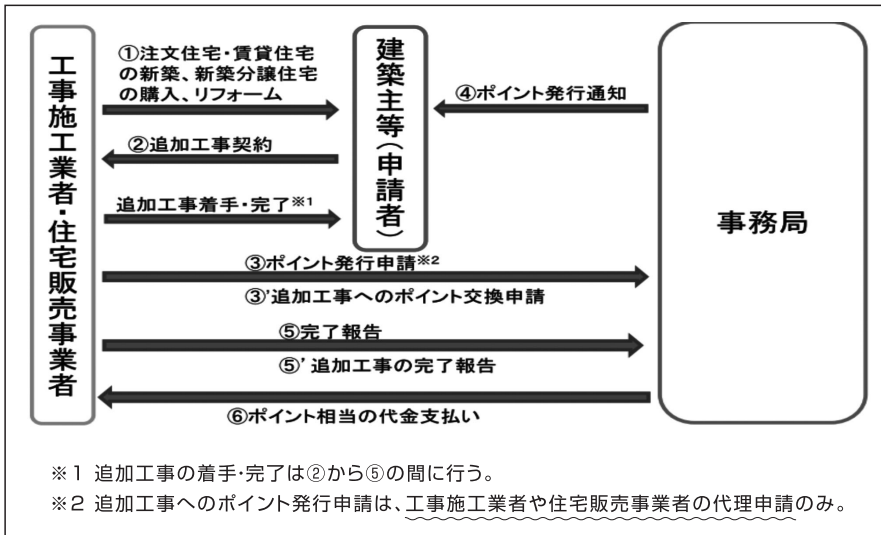 工事施工業者・住宅販売事業者
①注文住宅・賃貸住宅
の新築、新築分譲住宅
の購入、リフォーム
②追加工事契約
追加工事着手・完了※1
建築主等(申請者)
④ポイント発行通知
事務局
③ポイント発行申請※2
③'追加工事へのポイント交換申請
⑤完了報告
⑤'追加工事の完了報告
⑥ポイント相当の代金支払い
※1 追加工事の着手・完了は②から⑤の間に行う。
※2 追加工事へのポイント発行申請は、工事施工業者や住宅販売事業者の代理申請のみ。